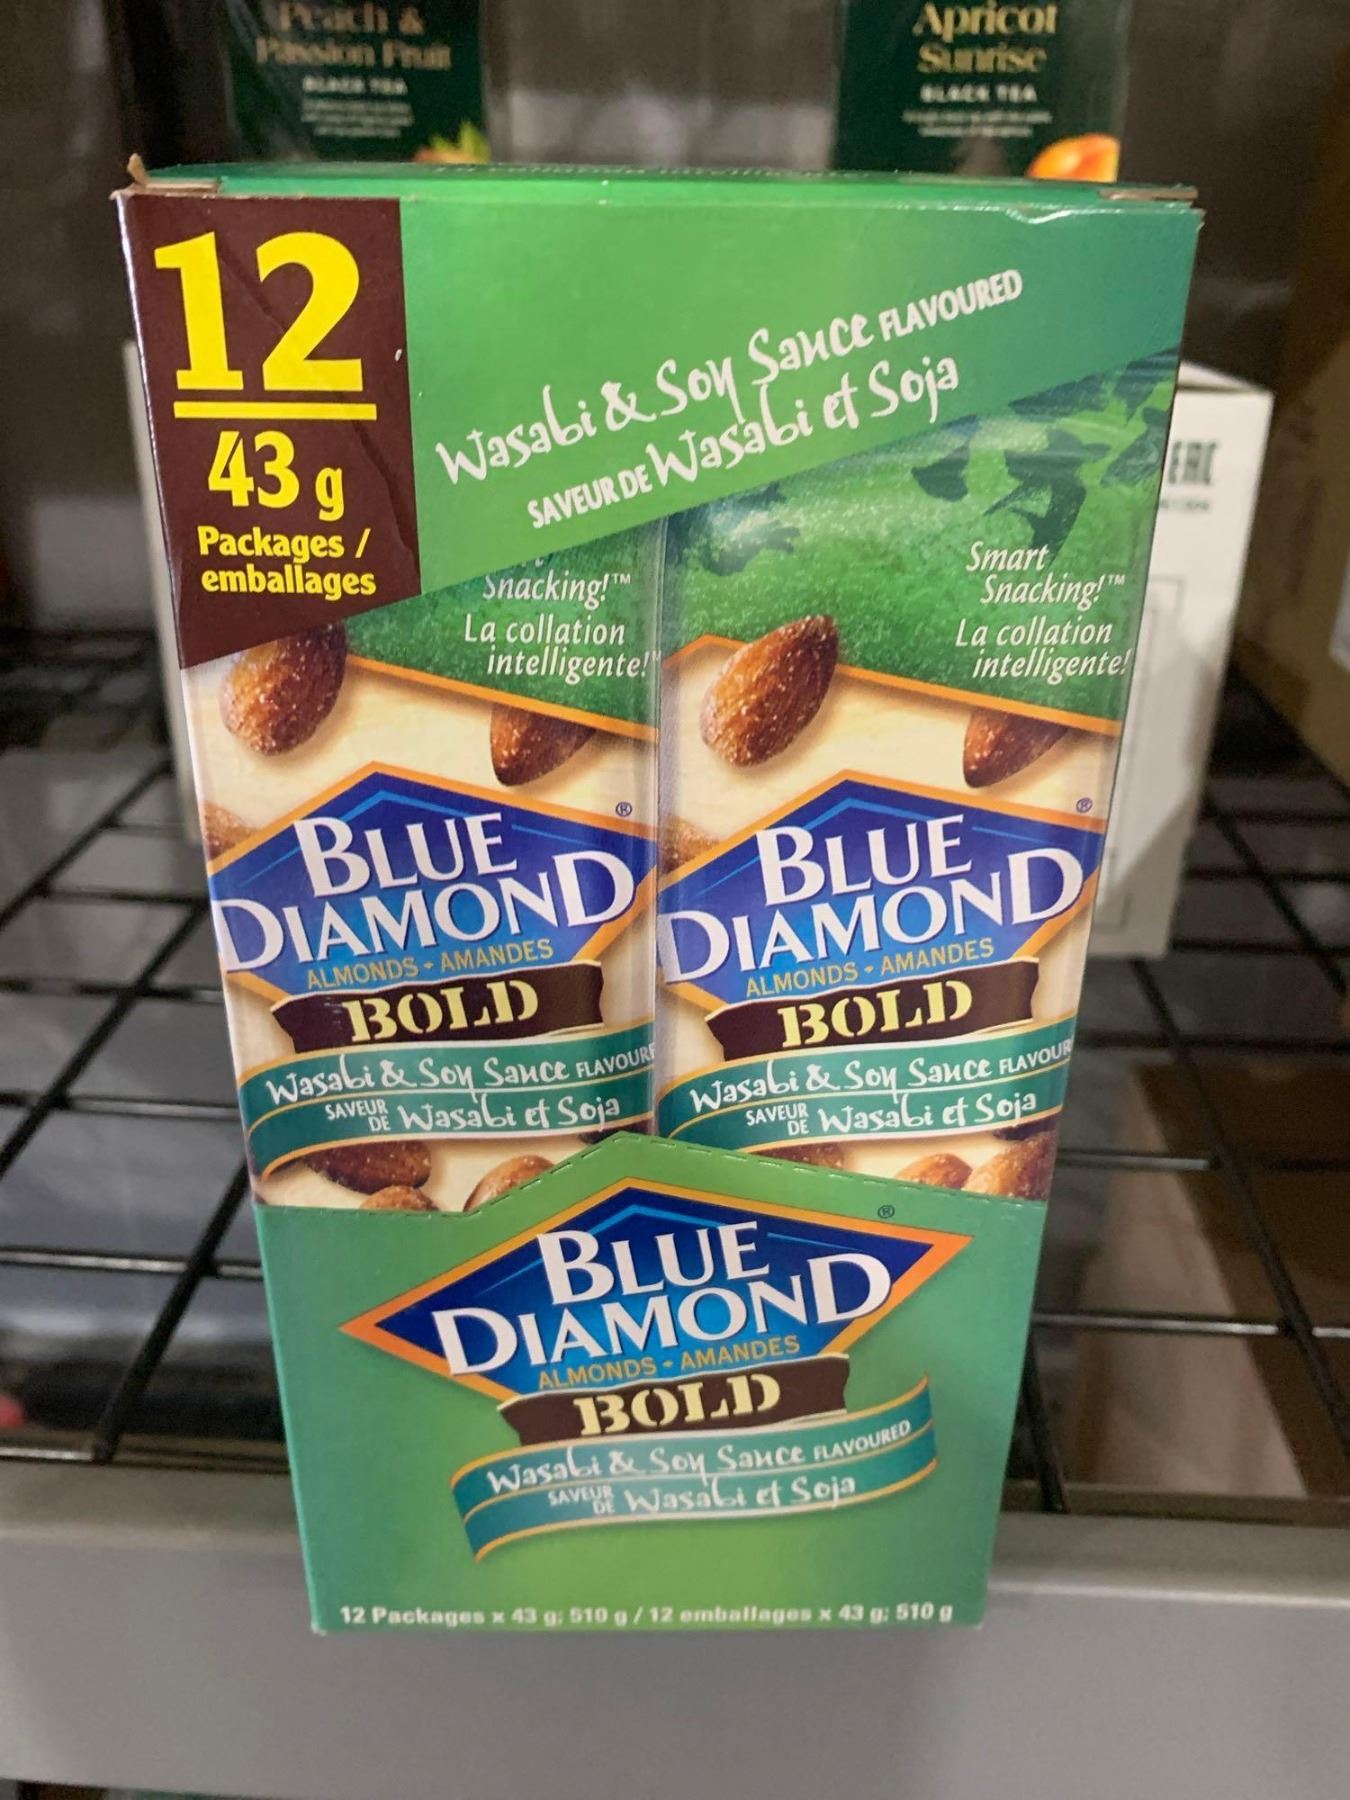 Peach &
Passion Fruit
BLACK TEA
Apricot
Sunrise
BLACK TEA
12
43 g
Packages /
emballages
Wasabi & Soy Sauce FLAVOURED
SAVEUR DE Wasabi et Soja
Snacking!™
La collation
intelligente!™
Smart
Snacking!™
La collation
intelligente!
BLUE
DIAMOND
®
ALMONDS - AMANDES
BOLD
Wasabi & Soy Sauce FLAVOURE
SAVEUR DE Wasabi et Soja
BLUE
DIAMOND
®
ALMONDS - AMANDES
BOLD
Wasabi & Soy Sauce FLAVOUR
SAVEUR DE Wasabi et Soja
BLUE
DIAMOND
®
ALMONDS - AMANDES
BOLD
Wasabi & Soy Sauce FLAVOURED
SAVEUR DE Wasabi et Soja
12 Packages x 43 g; 510 g / 12 emballages x 43 g; 510 g